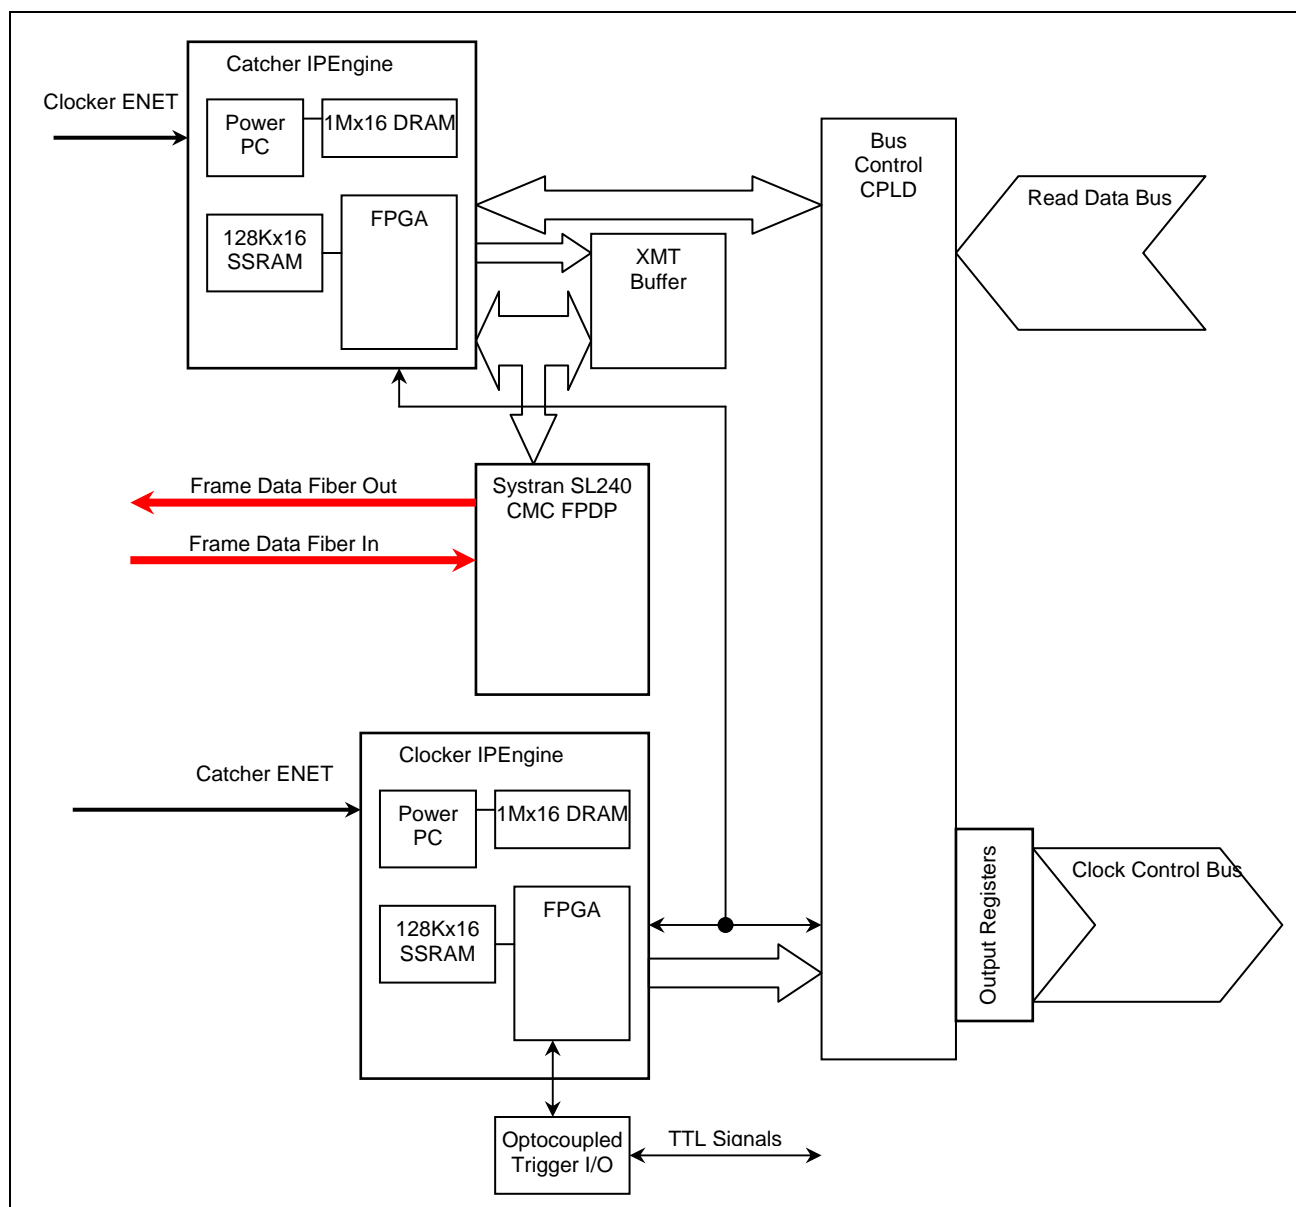 Catcher IPEngine
Clocker ENET
Power
PC
1Mx16 DRAM
128Kx16
SSRAM
FPGA
XMT
Buffer
Bus
Control
CPLD
Read Data Bus
Frame Data Fiber Out
Frame Data Fiber In
Systran SL240
CMC FPDP
Clocker IPEngine
Catcher ENET
Power
PC
1Mx16 DRAM
128Kx16
SSRAM
FPGA
Output Registers
Clock Control Bus
Optocoupled
Trigger I/O
TTL Signals